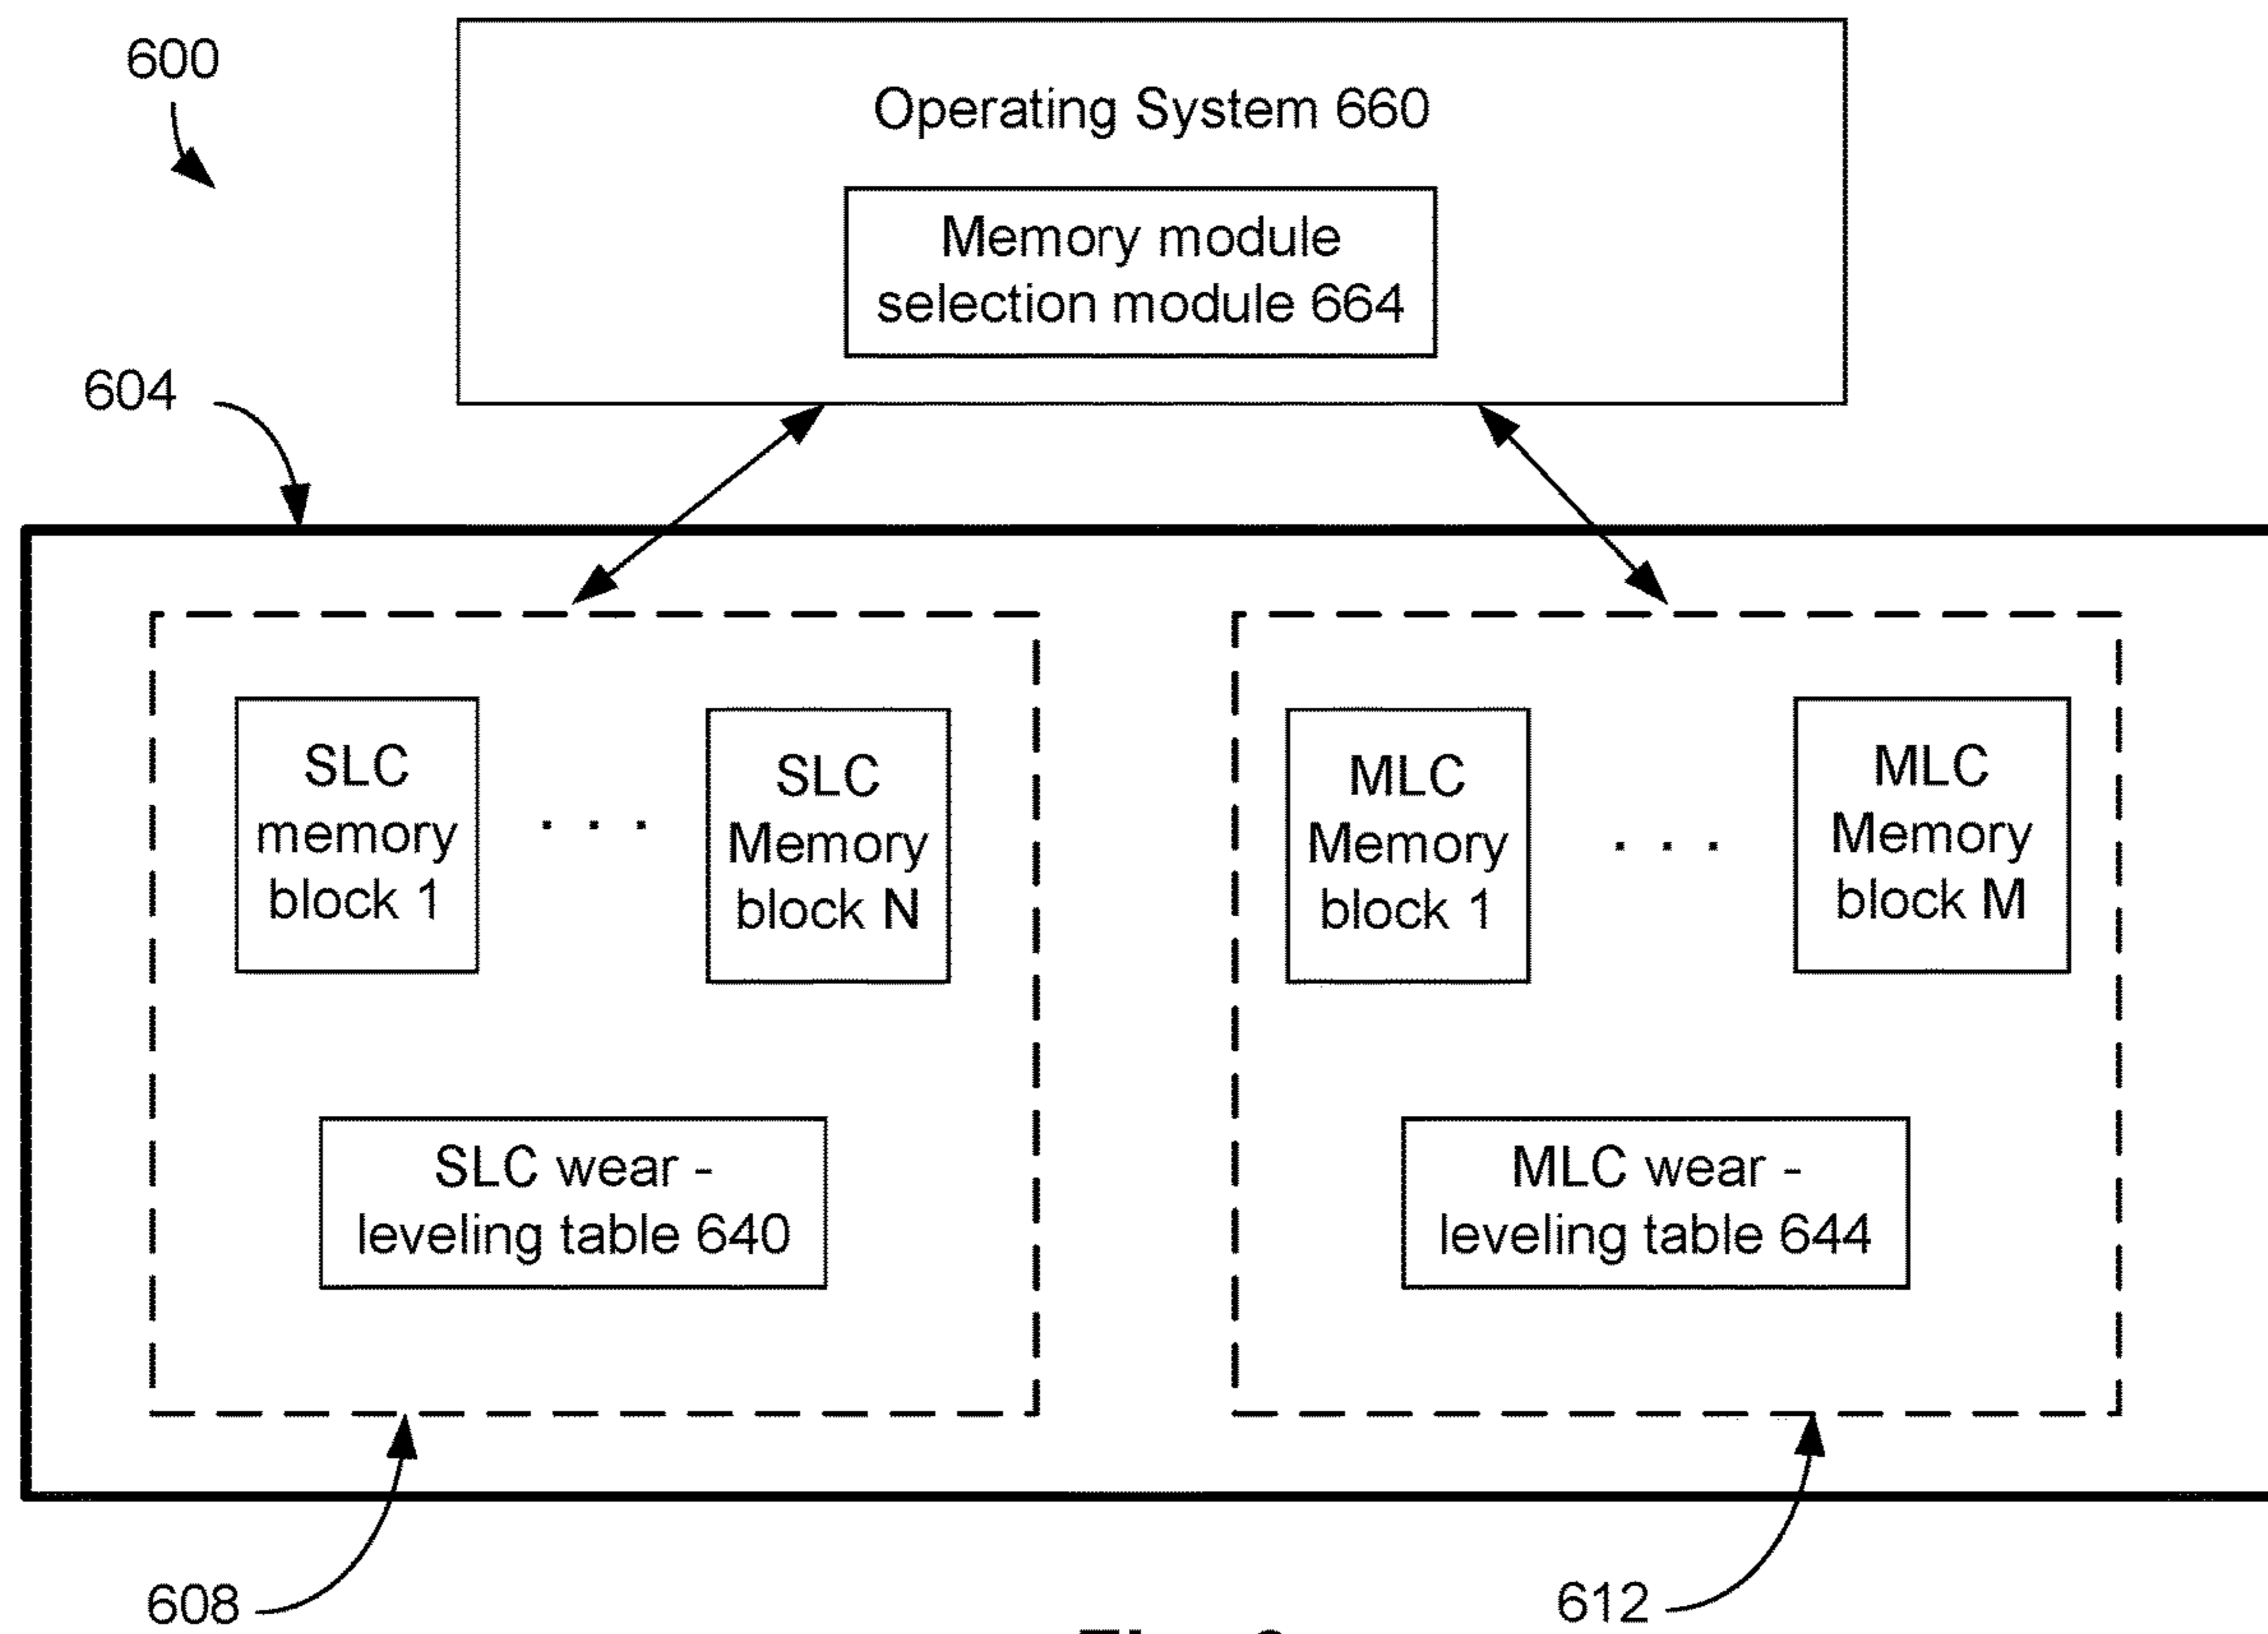 600
Operating System 660
Memory module
selection module 664
604
SLC
memory
block 1
. . .
SLC
Memory
block N
MLC
Memory
block 1
. . .
MLC
Memory
block M
SLC wear -
leveling table 640
MLC wear -
leveling table 644
608
612